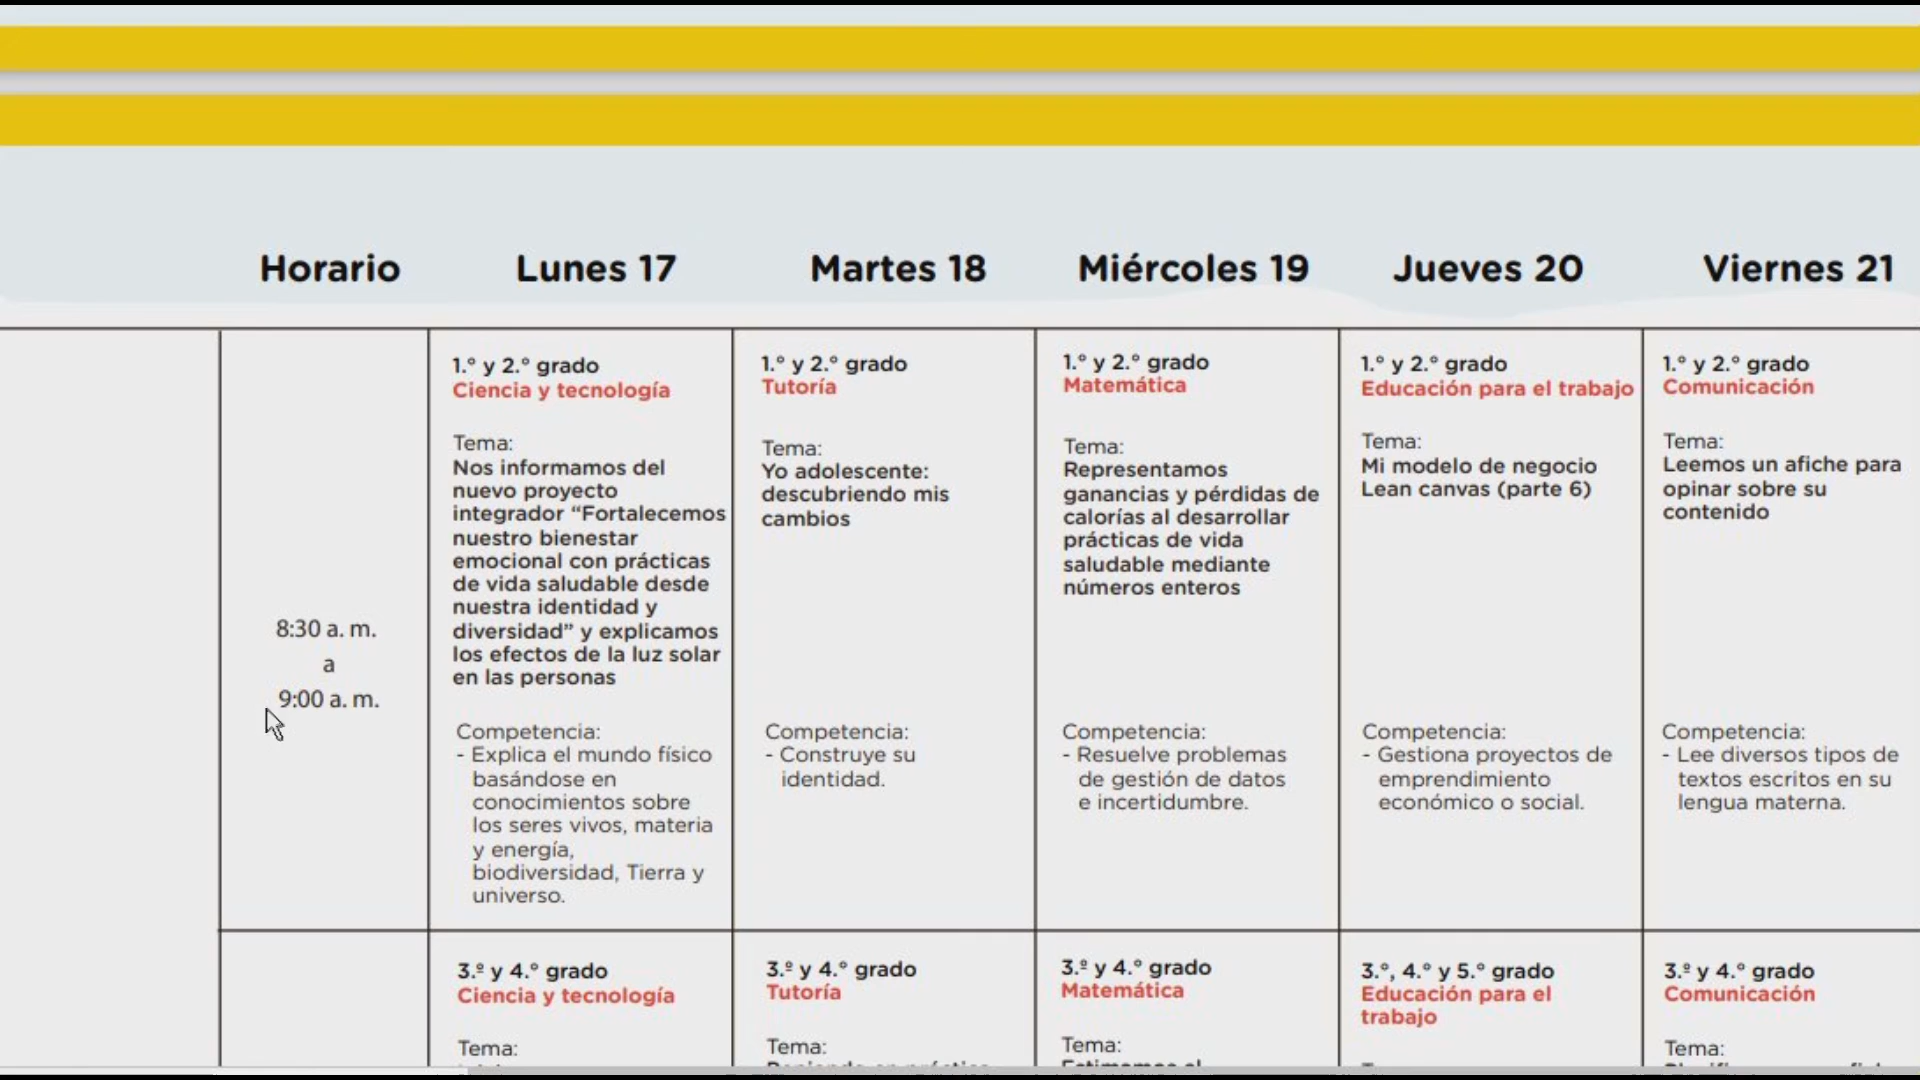 Horario
Lunes 17
Martes 18
Miércoles 19
Jueves 20
Viernes 21
8:30 a. m.
a
9:00 a. m.
1.° y 2.° grado
Ciencia y tecnología
Tema:
Nos informamos del
nuevo proyecto
integrador “Fortalecemos
nuestro bienestar
emocional con prácticas
de vida saludable desde
nuestra identidad y
diversidad” y explicamos
los efectos de la luz solar
en las personas
Competencia:
- Explica el mundo físico
basándose en
conocimientos sobre
los seres vivos, materia
y energía,
biodiversidad, Tierra y
universo.
1.° y 2.° grado
Tutoría
Tema:
Yo adolescente:
descubriendo mis
cambios
Competencia:
- Construye su
identidad.
1.° y 2.° grado
Matemática
Tema:
Representamos
ganancias y pérdidas de
calorías al desarrollar
prácticas de vida
saludable mediante
números enteros
Competencia:
- Resuelve problemas
de gestión de datos
e incertidumbre.
1.° y 2.° grado
Educación para el trabajo
Tema:
Mi modelo de negocio
Lean canvas (parte 6)
Competencia:
- Gestiona proyectos de
emprendimiento
económico o social.
1.° y 2.° grado
Comunicación
Tema:
Leemos un afiche para
opinar sobre su
contenido
Competencia:
- Lee diversos tipos de
textos escritos en su
lengua materna.
3.º y 4.° grado
Ciencia y tecnología
Tema:
3.º y 4.° grado
Tutoría
Tema:
3.º y 4.° grado
Matemática
Tema:
3.°, 4.° y 5.° grado
Educación para el
trabajo
3.º y 4.° grado
Comunicación
Tema: